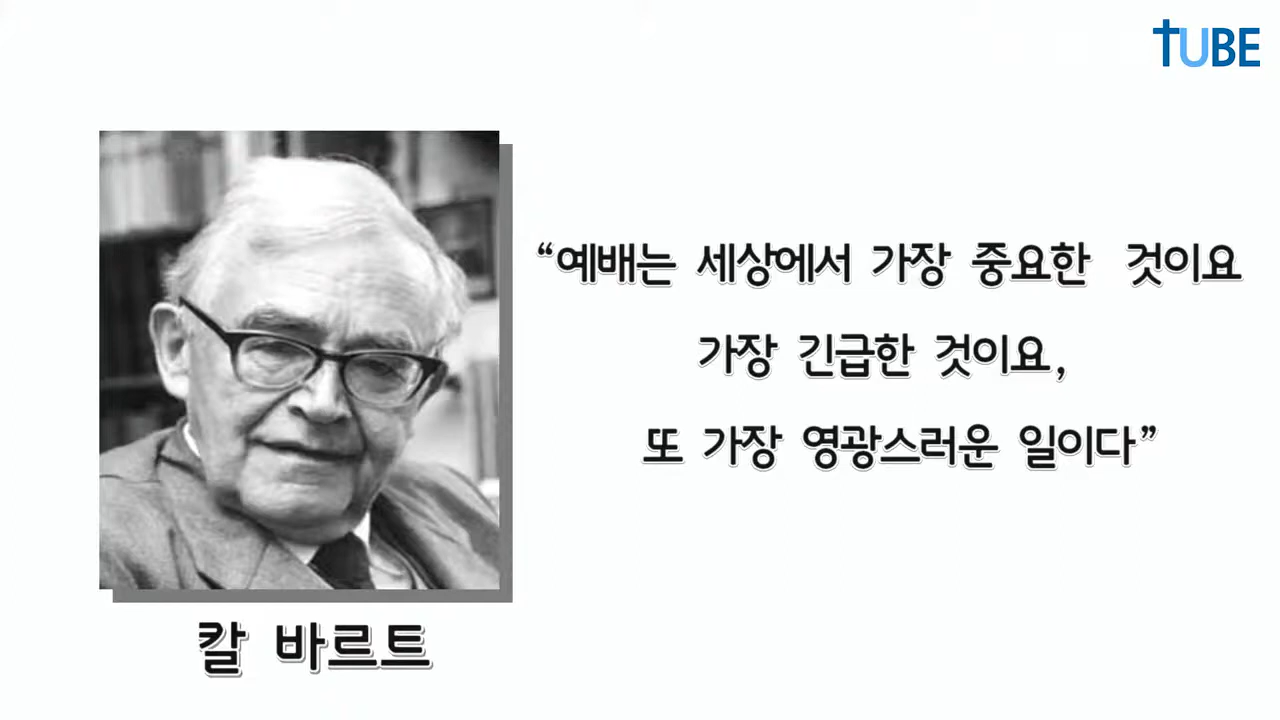 tUBE
“예배는 세상에서 가장 중요한 것이요
가장 긴급한 것이요,
또 가장 영광스러운 일이다”
칼 바르트